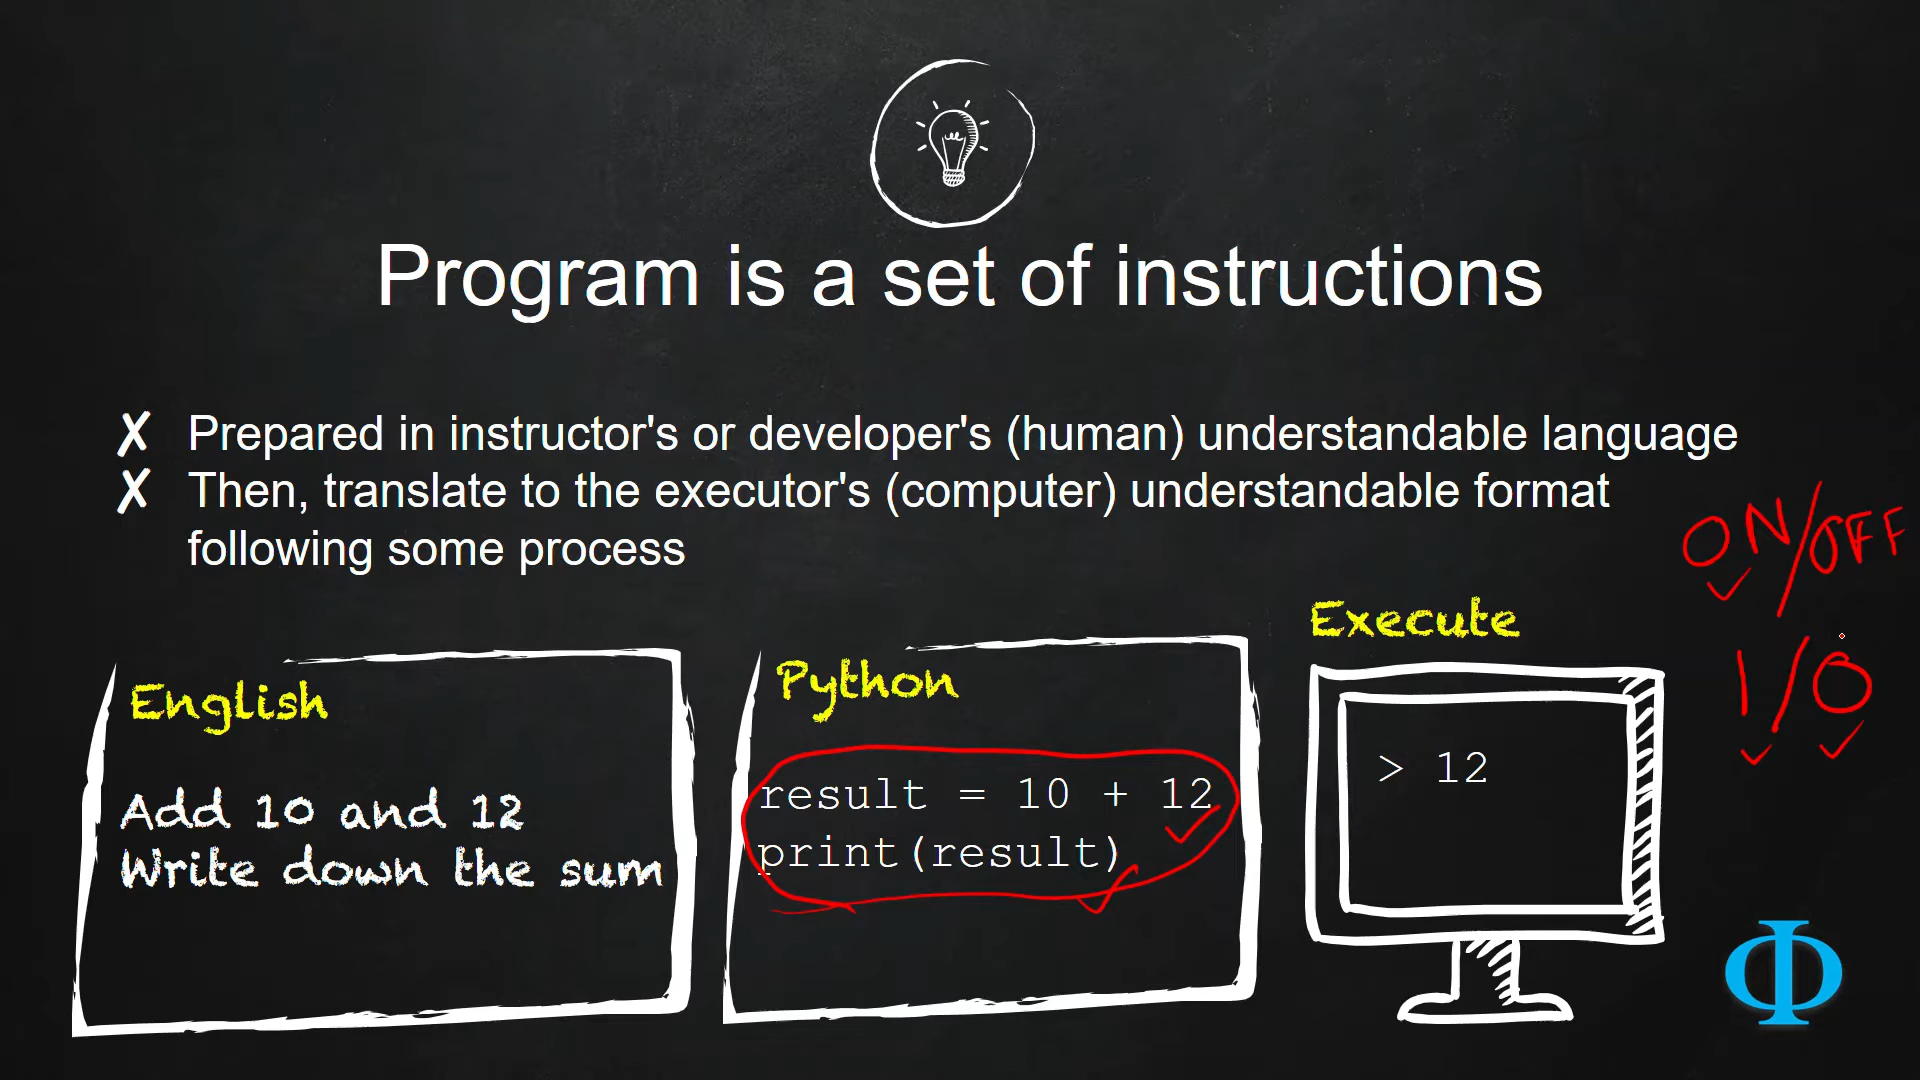 Program is a set of instructions
✗ Prepared in instructor's or developer's (human) understandable language
✗ Then, translate to the executor's (computer) understandable format
following some process
ON/OFF
1/0
English
Add 10 and 12
Write down the sum
Python
result = 10 + 12
print(result)
Execute
> 12
Φ